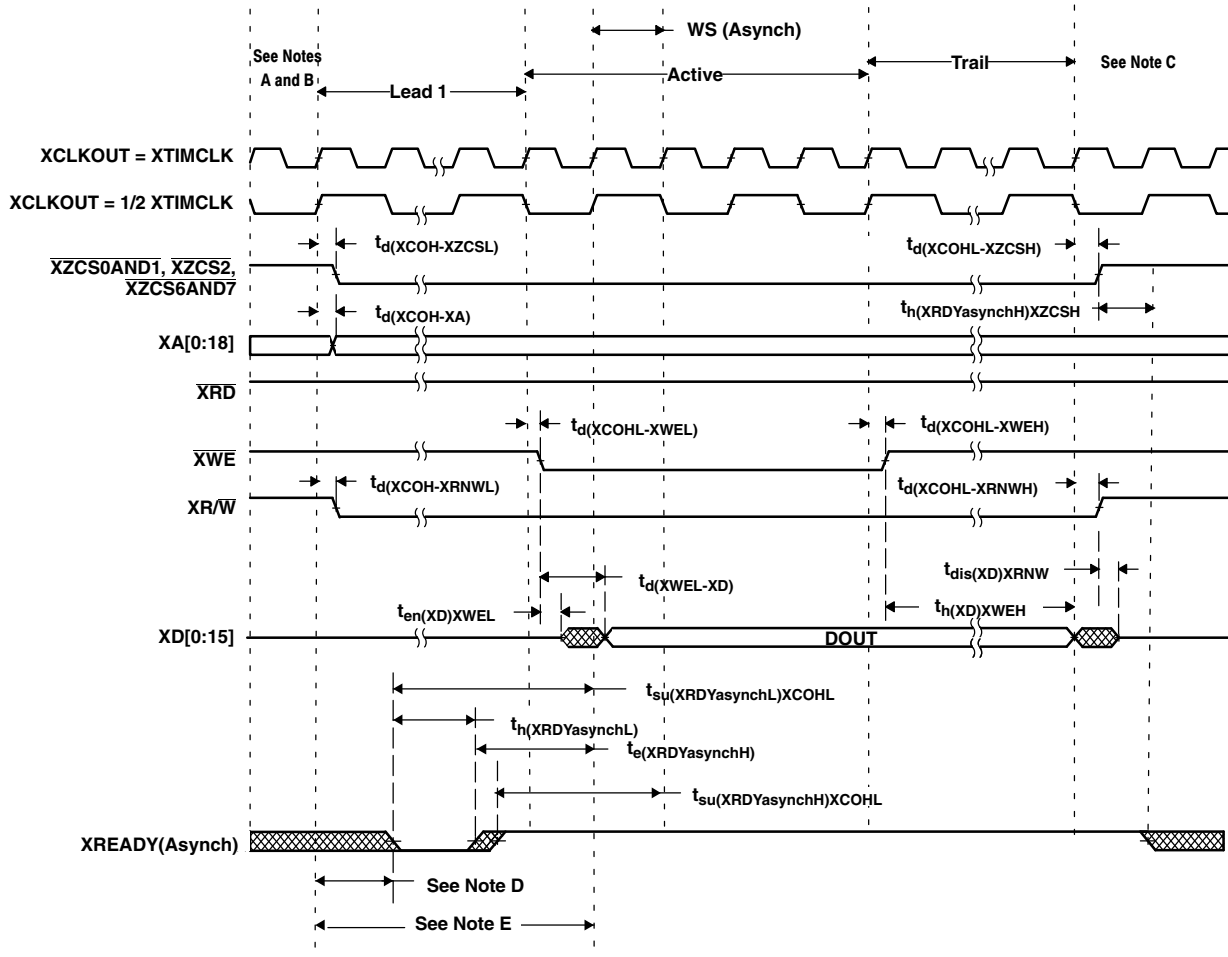 WS (Asynch)
See Notes
A and B
Lead 1
Active
Trail
See Note C
XCLKOUT = XTIMCLK
XCLKOUT = 1/2 XTIMCLK
td(XCOH-XZCSL)
td(XCOHL-XZCSH)
XZCS0AND1, XZCS2,
XZCS6AND7
td(XCOH-XA)
th(XRDYasynchH)XZCSH
XA[0:18]
XRD
td(XCOHL-XWEL)
td(XCOHL-XWEH)
XWE
td(XCOH-XRNWL)
td(XCOHL-XRNWH)
XR/W
tdis(XD)XRNW
td(XWEL-XD)
ten(XD)XWEL
th(XD)XWEH
XD[0:15]
DOUT
tsu(XRDYasynchL)XCOHL
th(XRDYasynchL)
te(XRDYasynchH)
tsu(XRDYasynchH)XCOHL
XREADY(Asynch)
See Note D
See Note E